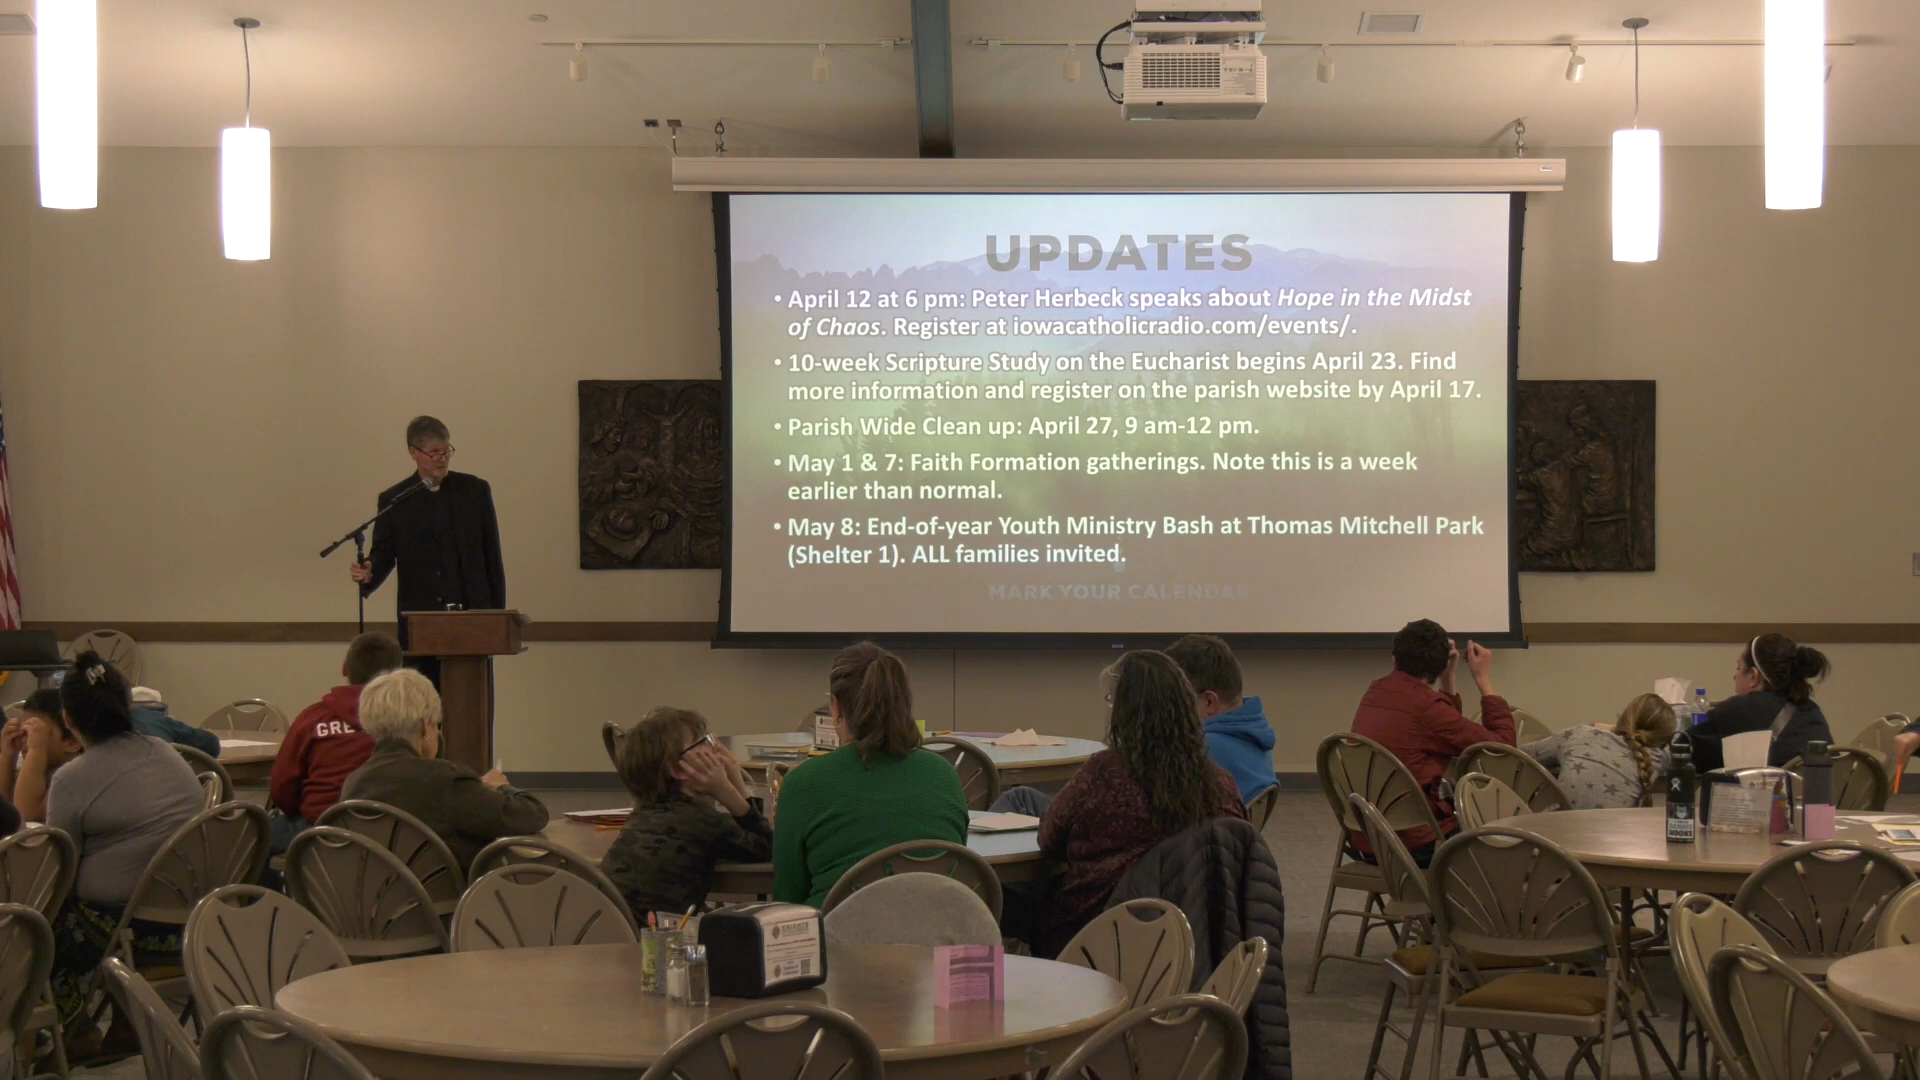 UPDATES
• April 12 at 6 pm: Peter Herbeck speaks about Hope in the Midst
of Chaos. Register at iowacatholicradio.com/events/.
• 10-week Scripture Study on the Eucharist begins April 23. Find
more information and register on the parish website by April 17.
• Parish Wide Clean up: April 27, 9 am-12 pm.
• May 1 & 7: Faith Formation gatherings. Note this is a week
earlier than normal.
• May 8: End-of-year Youth Ministry Bash at Thomas Mitchell Park
(Shelter 1). ALL families invited.
MARK YOUR CALENDAR
GRE
KNIGHTS